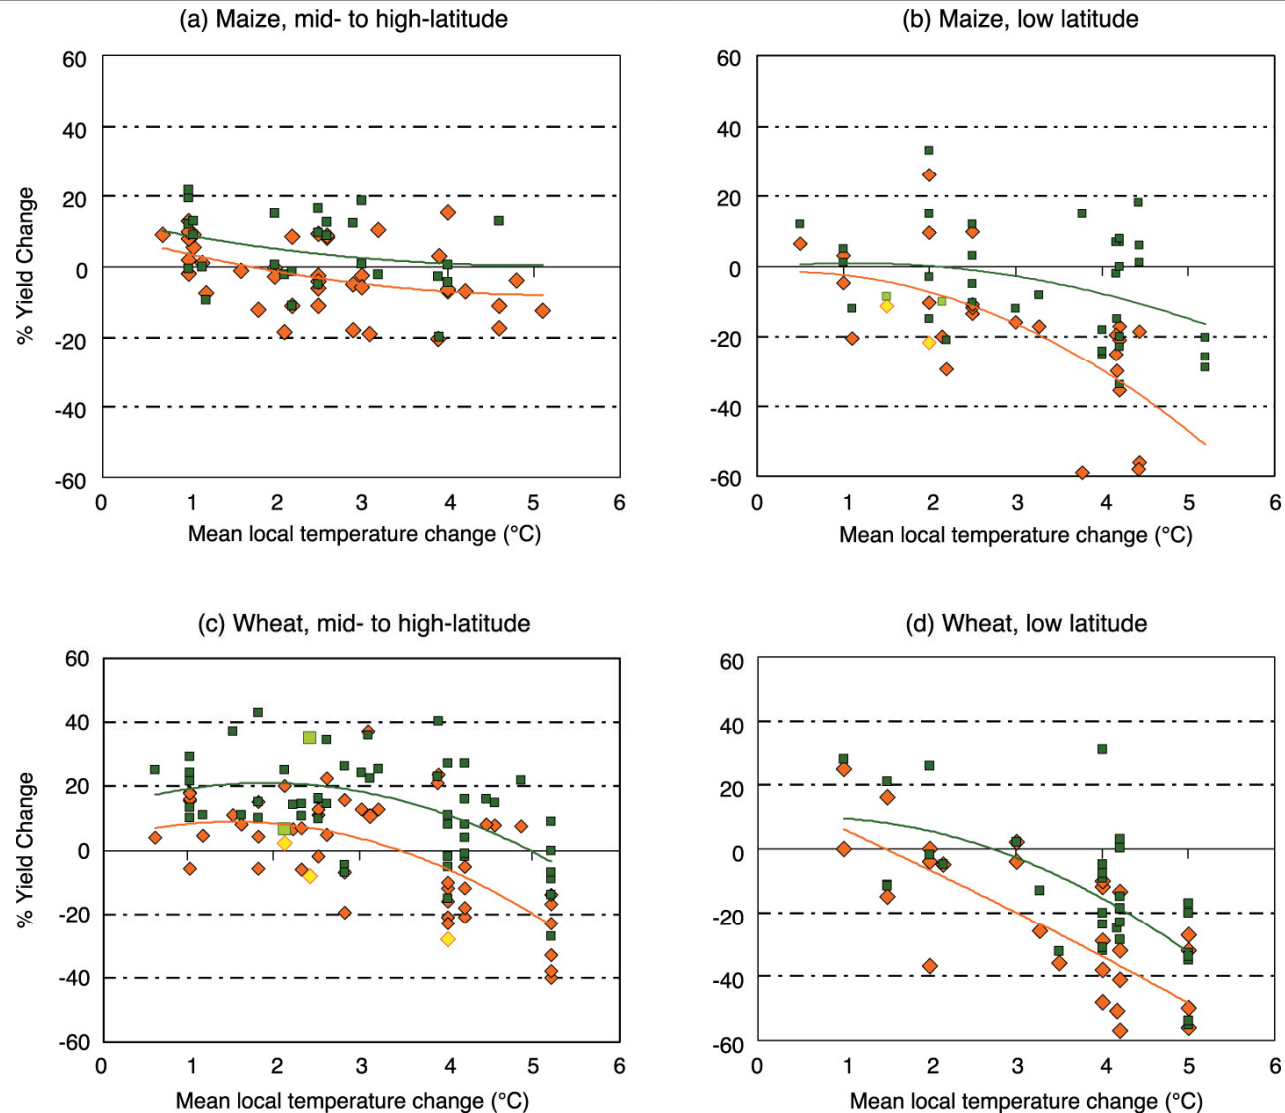 (a) Maize, mid- to high-latitude
60
40
20
0
-20
-40
-60
% Yield Change
0 1 2 3 4 5 6
Mean local temperature change (°C)
(b) Maize, low latitude
60
40
20
0
-20
-40
-60
0 1 2 3 4 5 6
Mean local temperature change (°C)
(c) Wheat, mid- to high-latitude
60
40
20
0
-20
-40
-60
% Yield Change
0 1 2 3 4 5 6
Mean local temperature change (°C)
(d) Wheat, low latitude
60
40
20
0
-20
-40
-60
0 1 2 3 4 5 6
Mean local temperature change (°C)